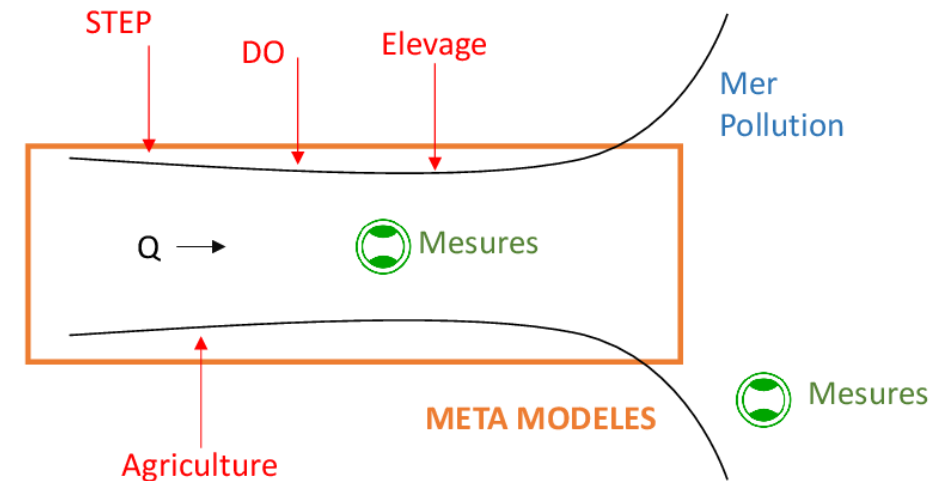 STEP
DO
Elevage
Mer
Pollution
Q
Mesures
Mesures
META MODELES
Agriculture